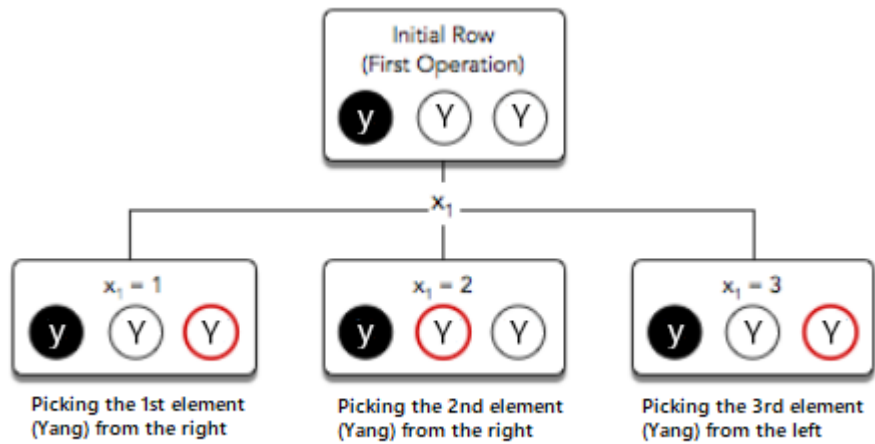 Initial Row
(First Operation)
y Y Y
x₁
x₁ = 1
y Y Y
Picking the 1st element
(Yang) from the right
x₁ = 2
y Y Y
Picking the 2nd element
(Yang) from the right
x₁ = 3
y Y Y
Picking the 3rd element
(Yang) from the left